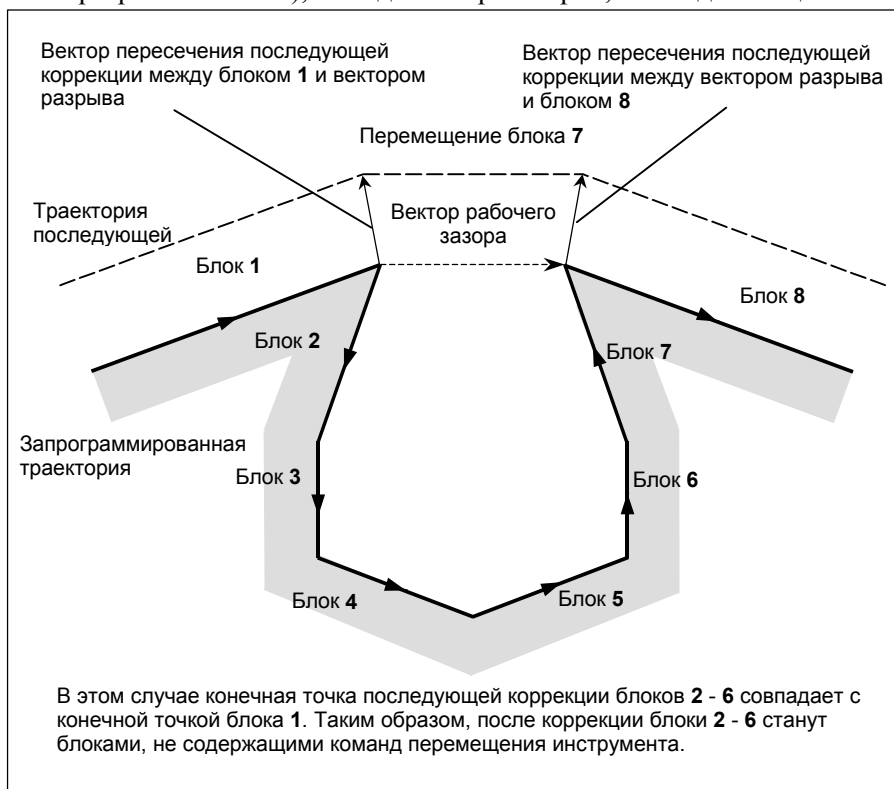 Вектор пересечения последующей
коррекции между блоком 1 и вектором
разрыва
Вектор пересечения последующей
коррекции между вектором разрыва
и блоком 8
Перемещение блока 7
Траектория
последующей
Вектор рабочего
зазора
Блок 1
Блок 8
Блок 2
Блок 7
Запрограммированная
траектория
Блок 3
Блок 6
Блок 4
Блок 5
В этом случае конечная точка последующей коррекции блоков 2 - 6 совпадает с
конечной точкой блока 1. Таким образом, после коррекции блоки 2 - 6 станут
блоками, не содержащими команд перемещения инструмента.